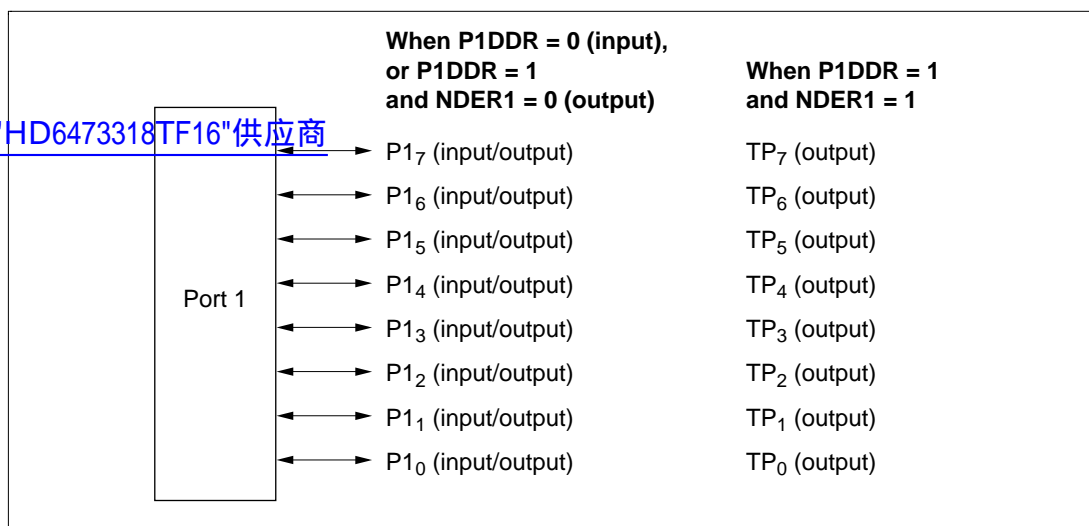 When P1DDR = 0 (input),
or P1DDR = 1
and NDER1 = 0 (output)
When P1DDR = 1
and NDER1 = 1
"HD6473318TF16"供应商
P1₇ (input/output) TP₇ (output)
P1₆ (input/output) TP₆ (output)
P1₅ (input/output) TP₅ (output)
P1₄ (input/output) TP₄ (output)
Port 1
P1₃ (input/output) TP₃ (output)
P1₂ (input/output) TP₂ (output)
P1₁ (input/output) TP₁ (output)
P1₀ (input/output) TP₀ (output)